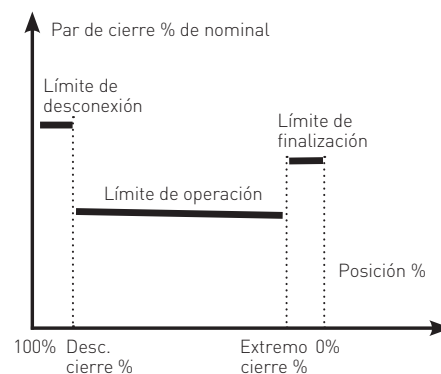 Par de cierre % de nominal
Límite de
desconexión
Límite de
finalización
Límite de operación
Posición %
100% Desc.
cierre %
Extremo 0%
cierre %